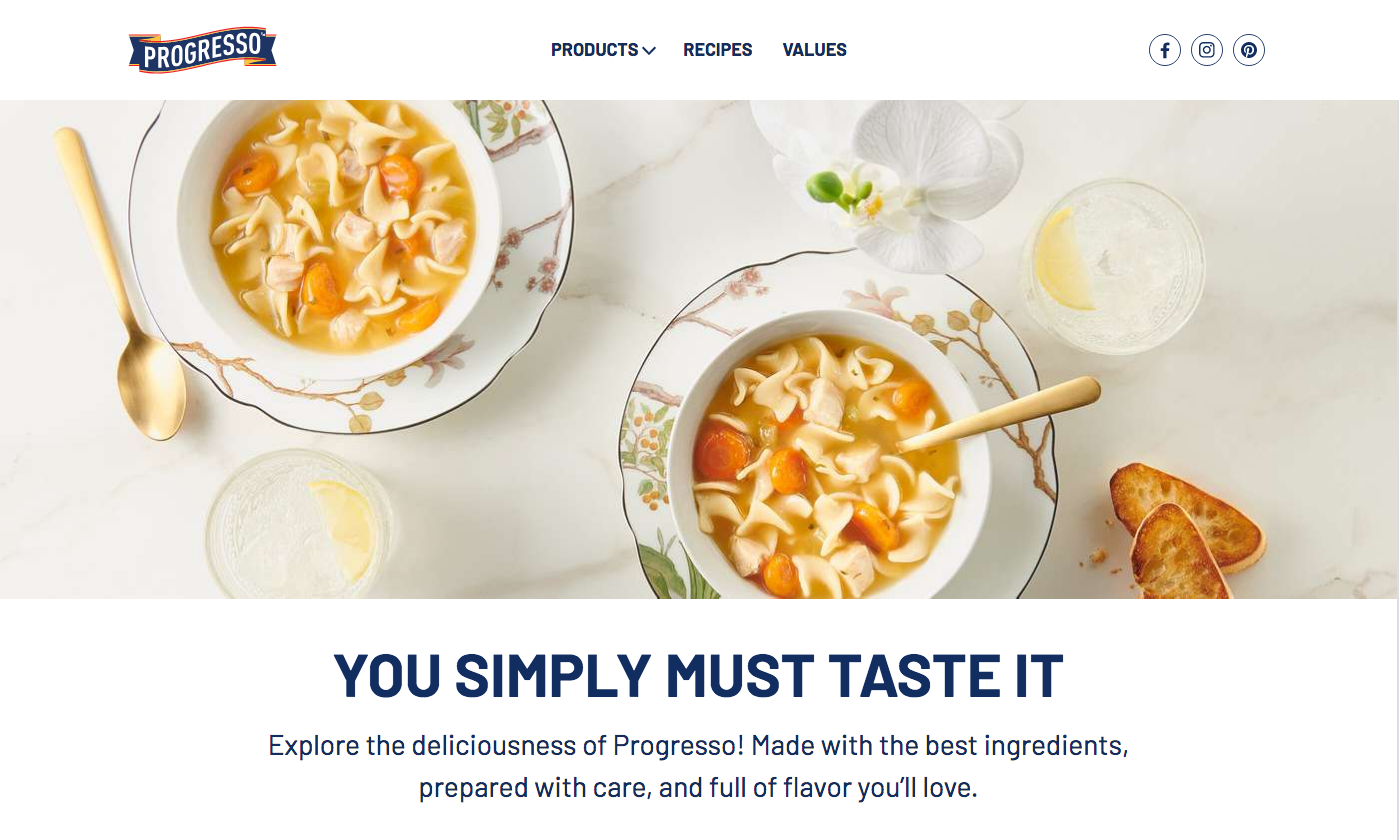 PROGRESSO
PRODUCTS
RECIPES
VALUES
YOU SIMPLY MUST TASTE IT
Explore the deliciousness of Progresso! Made with the best ingredients,
prepared with care, and full of flavor you’ll love.